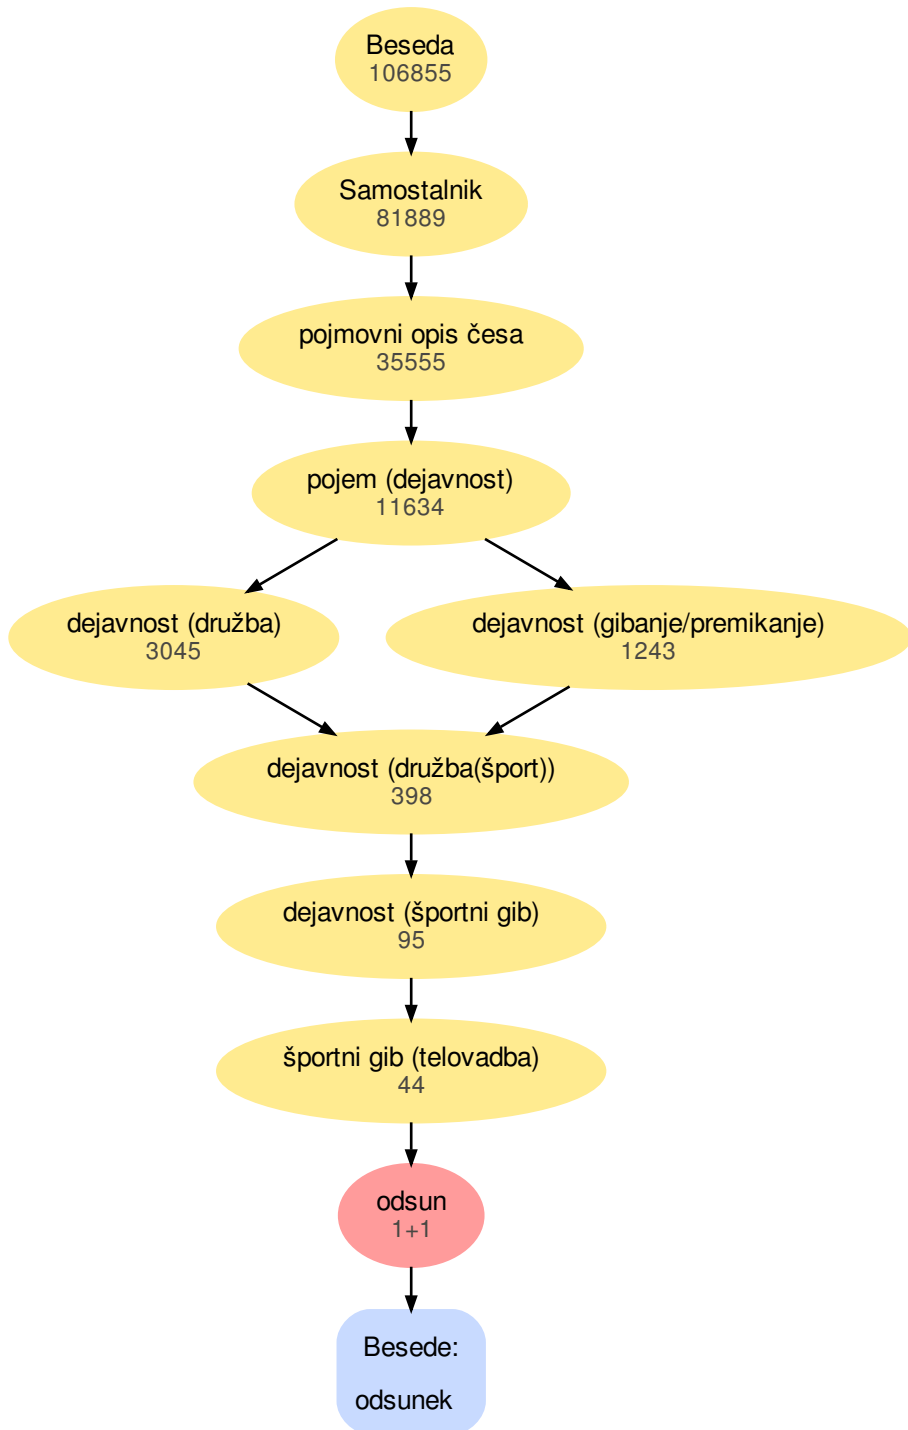 Beseda
106855
Samostalnik
81889
pojmovni opis česa
35555
pojem (dejavnost)
11634
dejavnost (družba)
3045
dejavnost (gibanje/premikanje)
1243
dejavnost (družba(šport))
398
dejavnost (športni gib)
95
športni gib (telovadba)
44
odsun
1+1
Besede:
odsunek